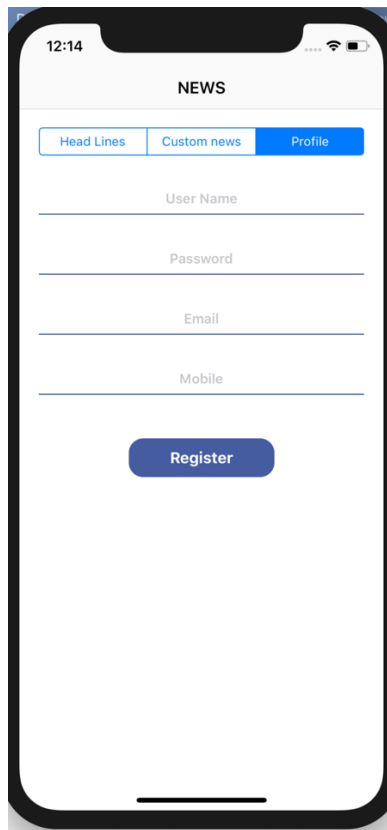 12:14
NEWS
Head Lines Custom news Profile
User Name
Password
Email
Mobile
Register